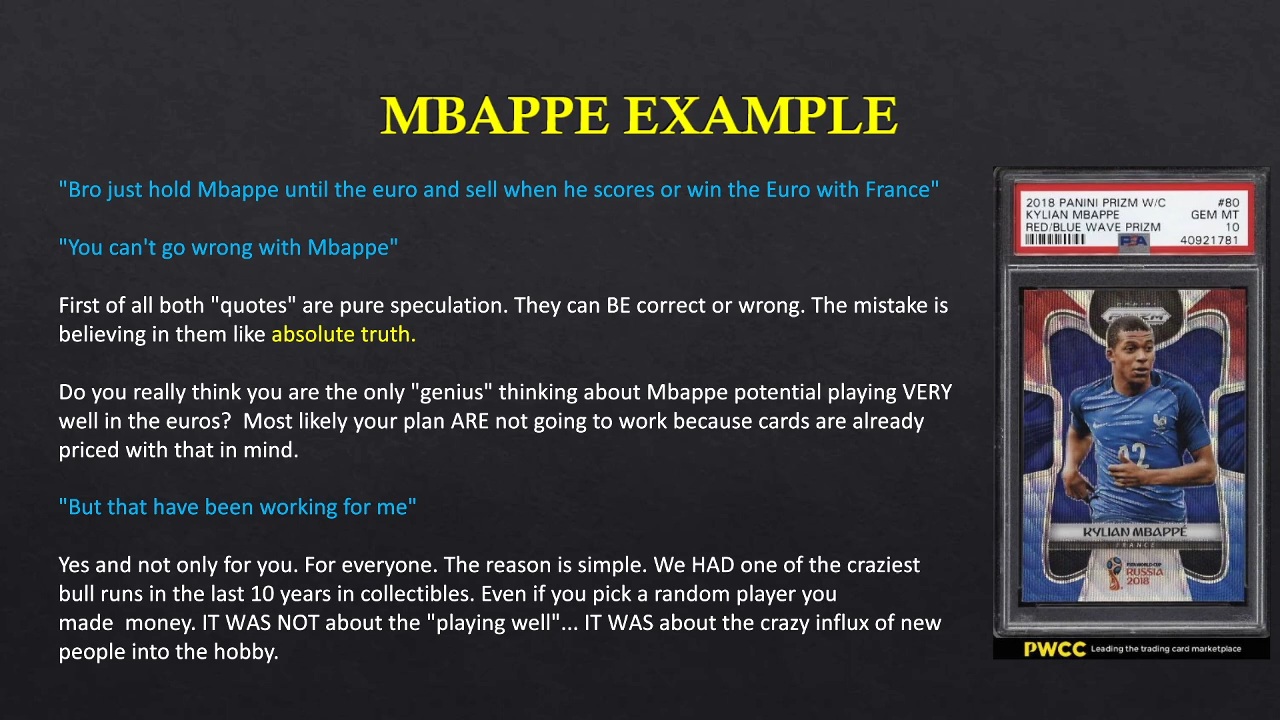 MBAPPE EXAMPLE
"Bro just hold Mbappe until the euro and sell when he scores or win the Euro with France"
"You can't go wrong with Mbappe"
First of all both "quotes" are pure speculation. They can BE correct or wrong. The mistake is
believing in them like absolute truth.
Do you really think you are the only "genius" thinking about Mbappe potential playing VERY
well in the euros?  Most likely your plan ARE not going to work because cards are already
priced with that in mind.
"But that have been working for me"
Yes and not only for you. For everyone. The reason is simple. We HAD one of the craziest
bull runs in the last 10 years in collectibles. Even if you pick a random player you
made  money. IT WAS NOT about the "playing well"... IT WAS about the crazy influx of new
people into the hobby.
2018 PANINI PRIZM W/C #80
KYLIAN MBAPPE GEM MT
RED/BLUE WAVE PRIZM 10
PSA 40921781
PRIZM
12
KYLIAN MBAPPÉ
FRANCE
FIFA WORLD CUP
RUSSIA
2018
PWCC Leading the trading card marketplace